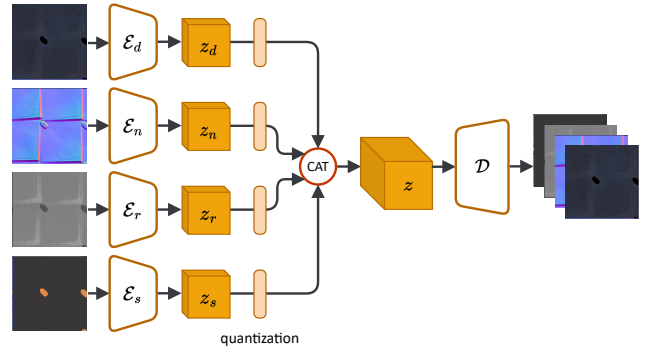 ℰ_d z_d
ℰ_n z_n
CAT z 𝒟
ℰ_r z_r
ℰ_s z_s
quantization